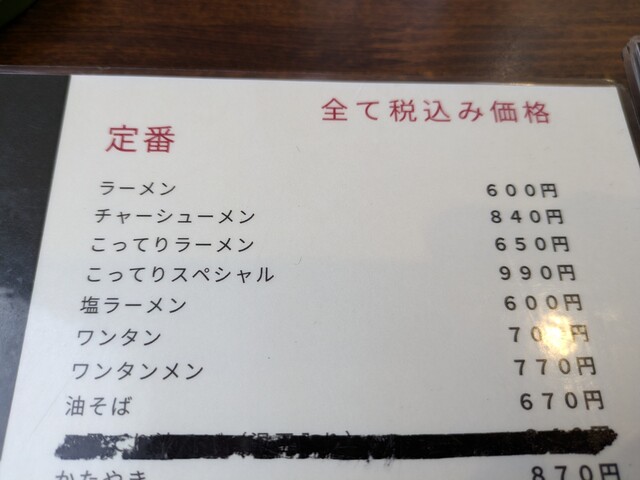 全て税込み価格
定番
ラーメン 600円
チャーシューメン 840円
こってりラーメン 650円
こってりスペシャル 990円
塩ラーメン 600円
ワンタン
ワンタンメン 770円
油そば 670円
かたやき 870円